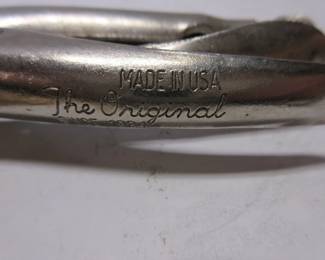 MADE IN USA
The Original